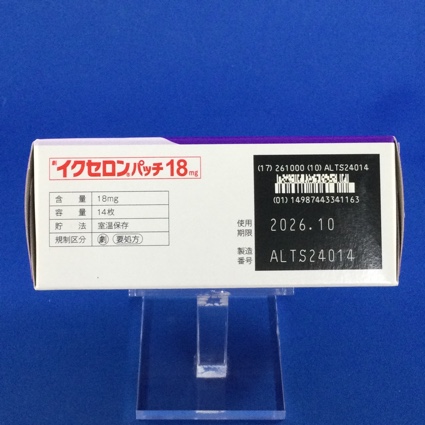 劇 イクセロン®パッチ18mg
(17) 261000 (10) ALTS24014
(01) 14987443341163
含 量 18mg
容 量 14枚
貯 法 室温保存
規制区分 劇 要処方
使用期限 2026.10
製造番号 ALTS24014